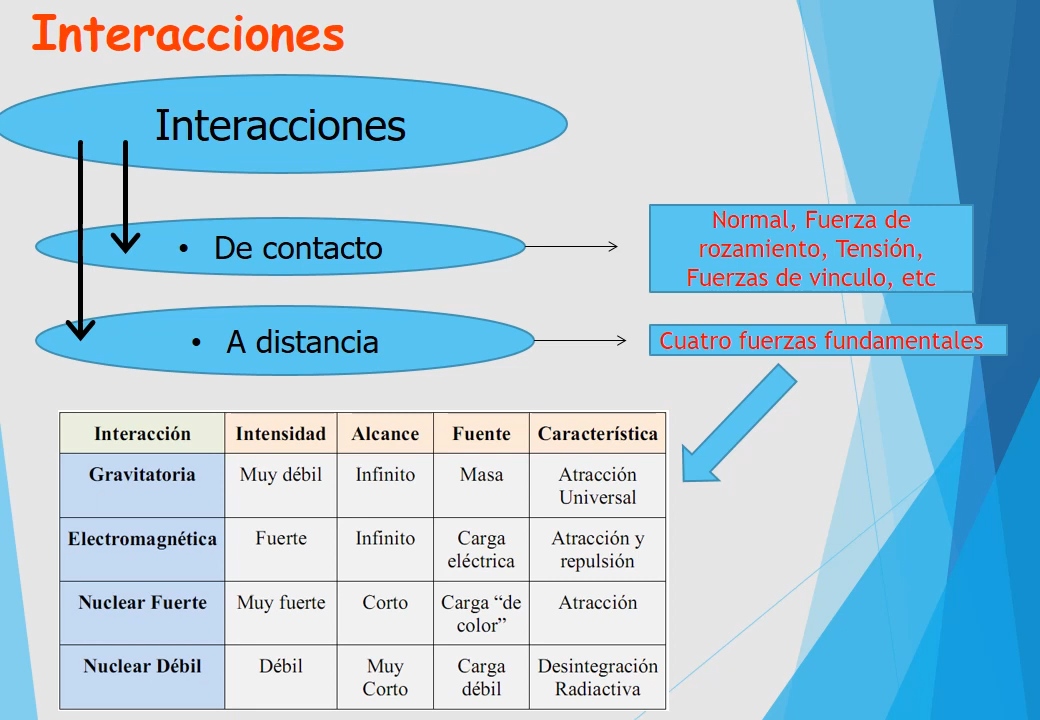 Interacciones
Interacciones
• De contacto
Normal, Fuerza de
rozamiento, Tensión,
Fuerzas de vinculo, etc
• A distancia
Cuatro fuerzas fundamentales
Interacción Intensidad Alcance Fuente Característica
Gravitatoria Muy débil Infinito Masa Atracción
Universal
Electromagnética Fuerte Infinito Carga Atracción y
eléctrica repulsión
Nuclear Fuerte Muy fuerte Corto Carga “de Atracción
color”
Nuclear Débil Débil Muy Carga Desintegración
Corto débil Radiactiva